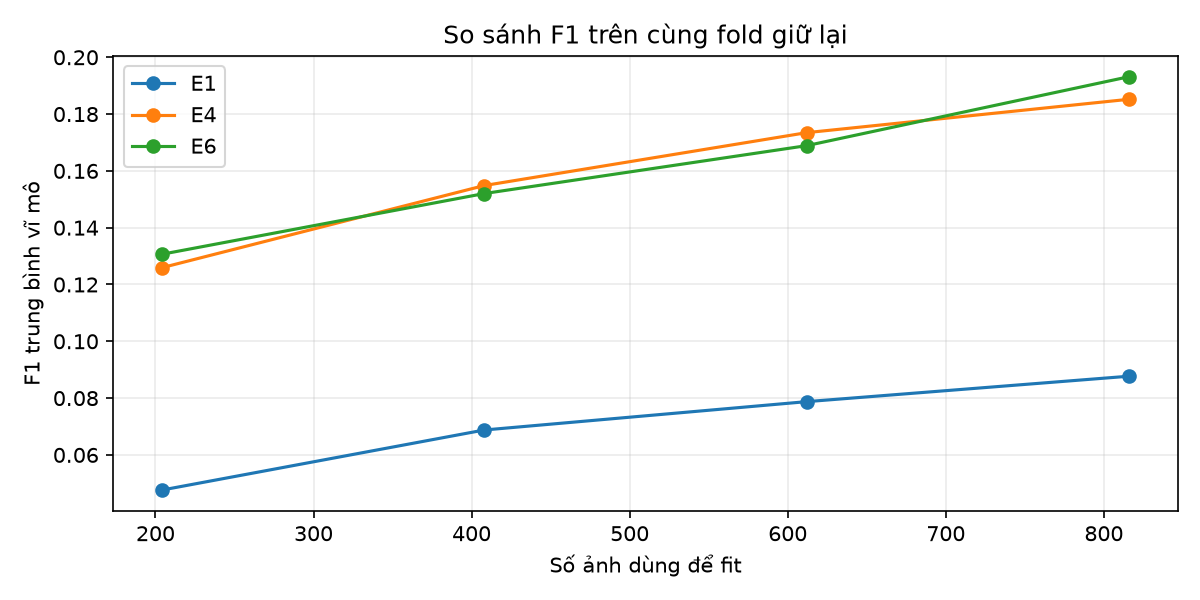 So sánh F1 trên cùng fold giữ lại
E1
E4
E6
F1 trung bình vĩ mô
0.20
0.18
0.16
0.14
0.12
0.10
0.08
0.06
200 300 400 500 600 700 800
Số ảnh dùng để fit